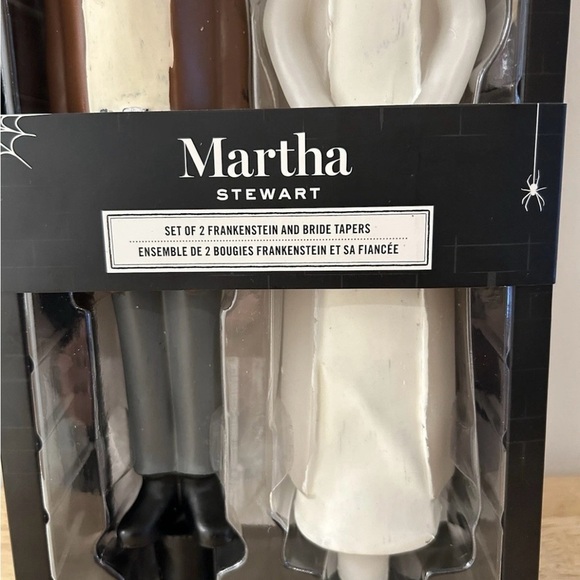 Martha
STEWART
SET OF 2 FRANKENSTEIN AND BRIDE TAPERS
ENSEMBLE DE 2 BOUGIES FRANKENSTEIN ET SA FIANCÉE